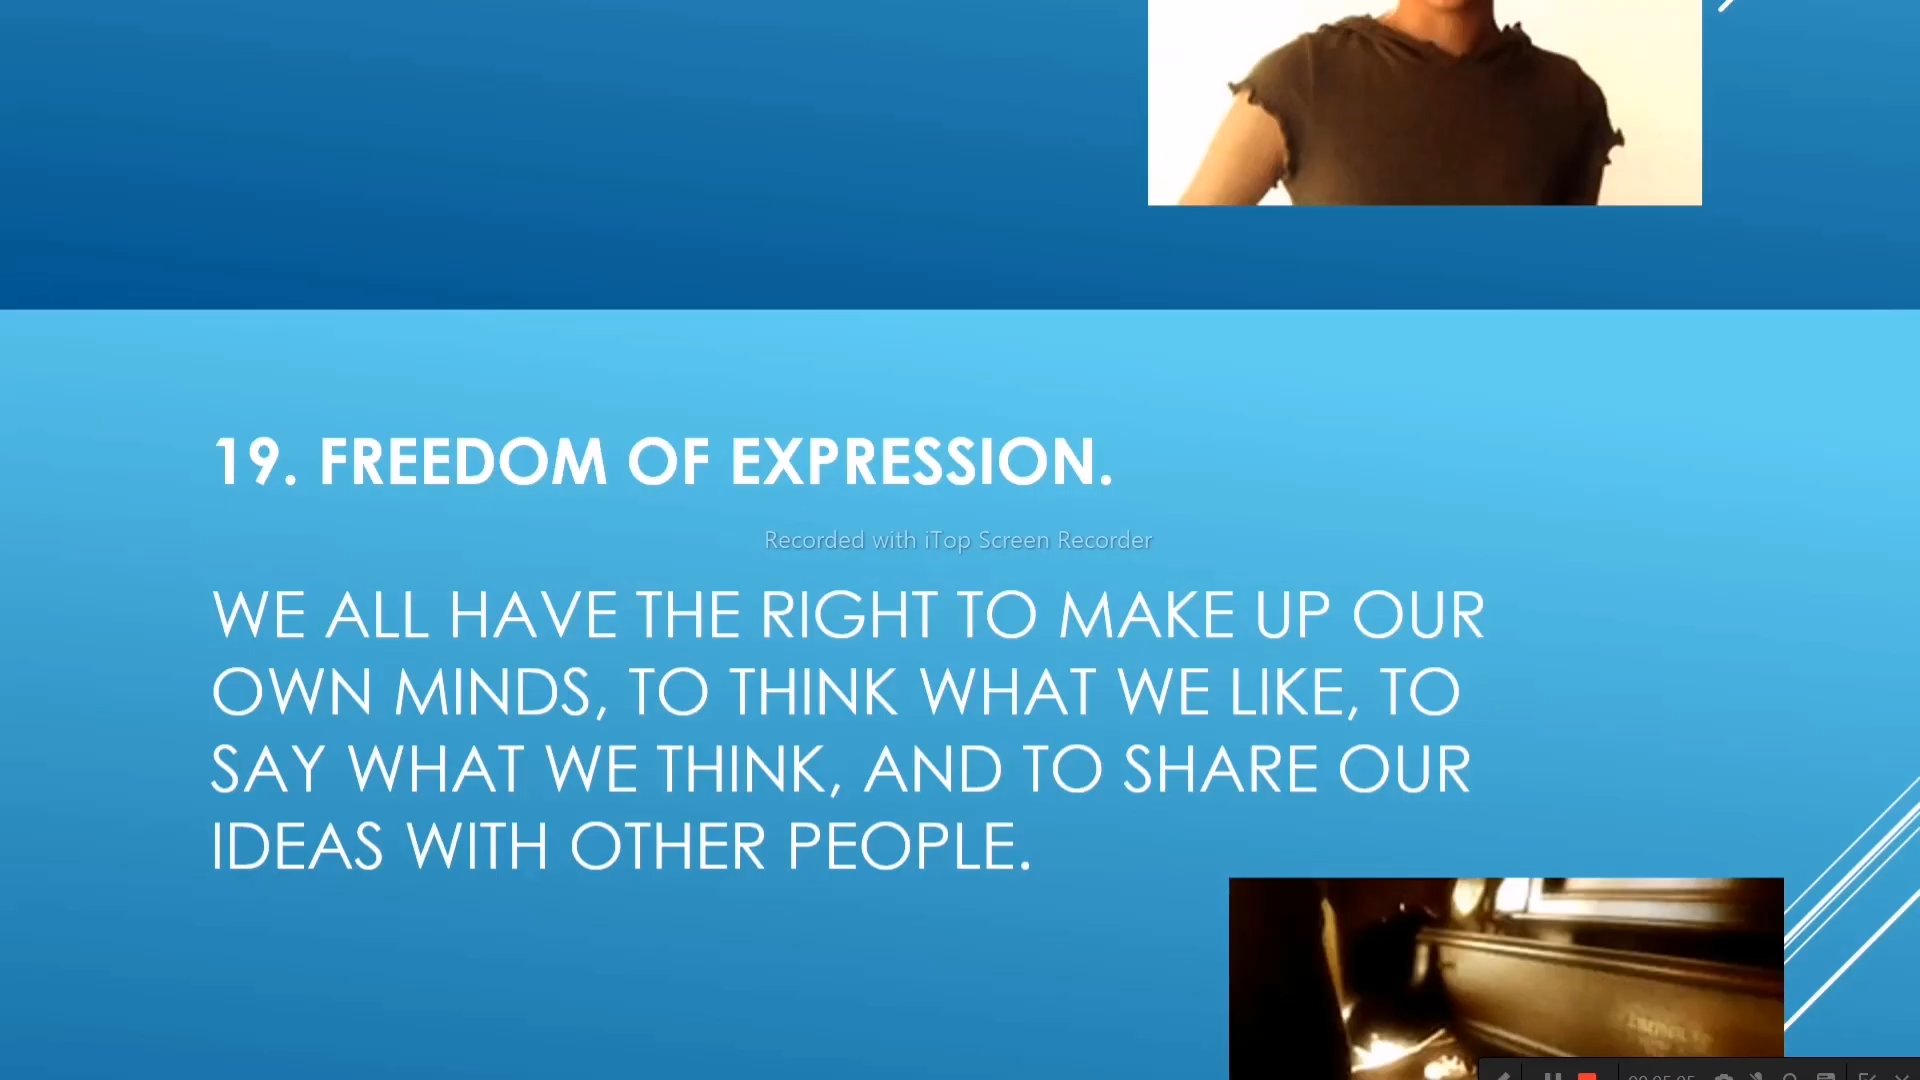 19. FREEDOM OF EXPRESSION.
Recorded with iTop Screen Recorder
WE ALL HAVE THE RIGHT TO MAKE UP OUR
OWN MINDS, TO THINK WHAT WE LIKE, TO
SAY WHAT WE THINK, AND TO SHARE OUR
IDEAS WITH OTHER PEOPLE.